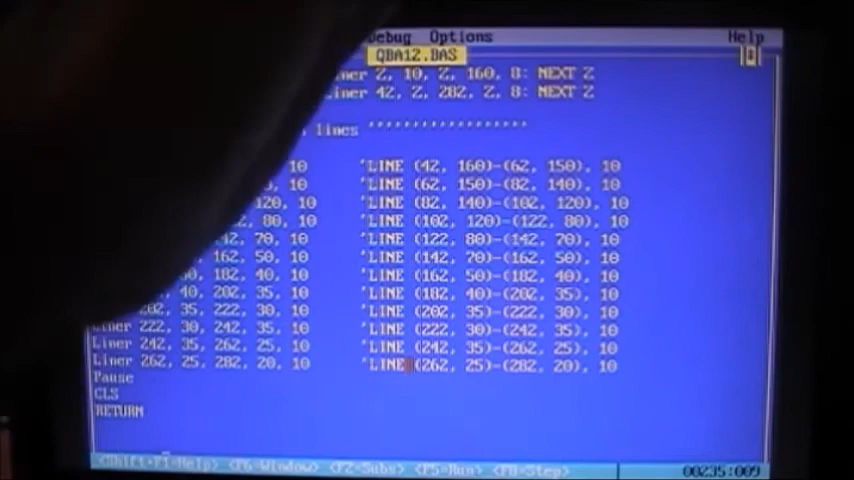 Debug Options Help
QBA12.BAS
Z, 10, Z, 160, 8: NEXT Z
42, Z, 282, Z, 8: NEXT Z
lines ''''''''''''''''''
10 'LINE (42, 160)-(62, 150), 10
10 'LINE (62, 150)-(82, 140), 10
120, 10 'LINE (82, 140)-(102, 120), 10
80, 10 'LINE (102, 120)-(122, 80), 10
70, 10 'LINE (122, 80)-(142, 70), 10
162, 50, 10 'LINE (142, 70)-(162, 50), 10
182, 40, 10 'LINE (162, 50)-(182, 40), 10
40, 202, 35, 10 'LINE (182, 40)-(202, 35), 10
202, 35, 222, 30, 10 'LINE (202, 35)-(222, 30), 10
Liner 222, 30, 242, 35, 10 'LINE (222, 30)-(242, 35), 10
Liner 242, 35, 262, 25, 10 'LINE (242, 35)-(262, 25), 10
Liner 262, 25, 282, 20, 10 'LINE (262, 25)-(282, 20), 10
Pause
CLS
RETURN
<Shift+F1=Help> <F6=Window> <F2=Subs> <F5=Run> <F8=Step> 00235:009